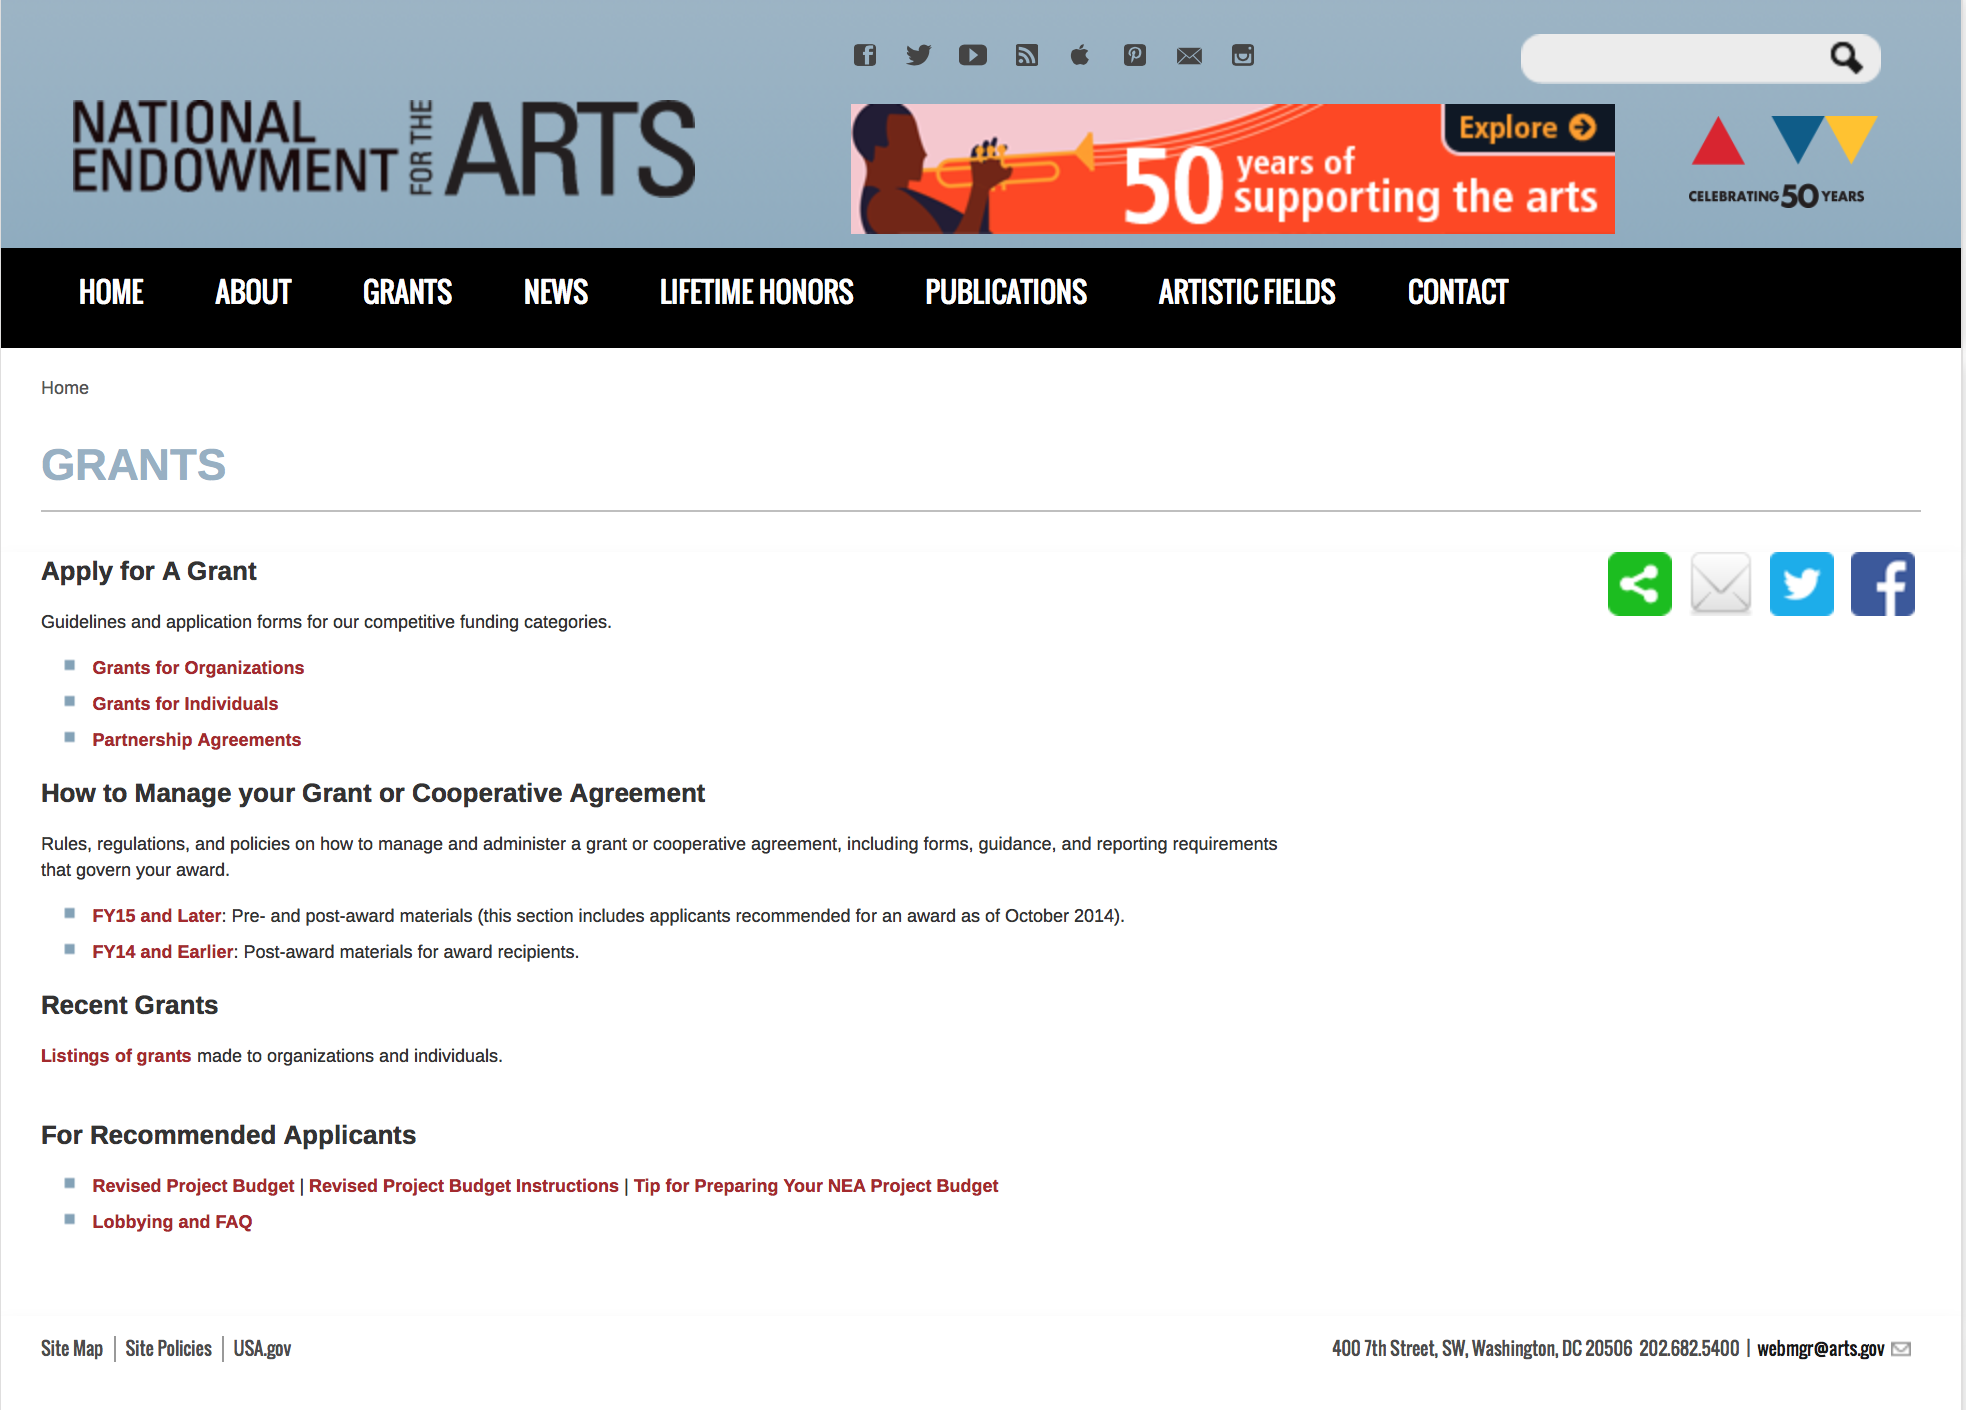 NATIONAL
ENDOWMENT
FOR THE
ARTS
Explore
50 years of
supporting the arts
CELEBRATING 50 YEARS
HOME ABOUT GRANTS NEWS LIFETIME HONORS PUBLICATIONS ARTISTIC FIELDS CONTACT
Home
GRANTS
Apply for A Grant
Guidelines and application forms for our competitive funding categories.
Grants for Organizations
Grants for Individuals
Partnership Agreements
How to Manage your Grant or Cooperative Agreement
Rules, regulations, and policies on how to manage and administer a grant or cooperative agreement, including forms, guidance, and reporting requirements
that govern your award.
FY15 and Later: Pre- and post-award materials (this section includes applicants recommended for an award as of October 2014).
FY14 and Earlier: Post-award materials for award recipients.
Recent Grants
Listings of grants made to organizations and individuals.
For Recommended Applicants
Revised Project Budget | Revised Project Budget Instructions | Tip for Preparing Your NEA Project Budget
Lobbying and FAQ
Site Map | Site Policies | USA.gov
400 7th Street, SW, Washington, DC 20506 202.682.5400 | webmgr@arts.gov